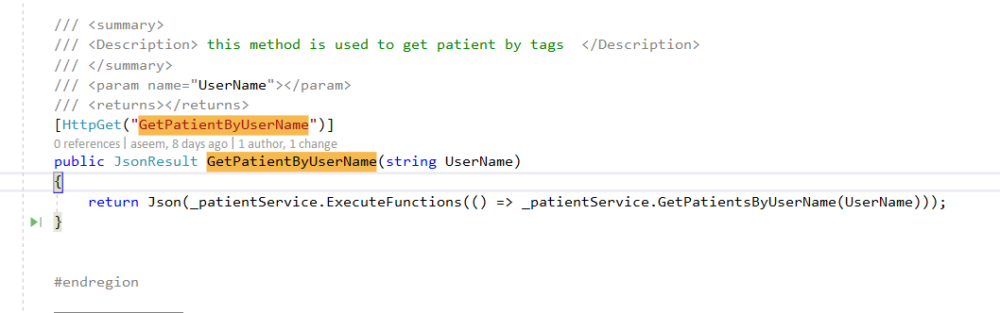 /// <summary>
/// <Description> this method is used to get patient by tags  </Description>
/// </summary>
/// <param name="UserName"></param>
/// <returns></returns>
[HttpGet("GetPatientByUserName")]
0 references | aseem, 8 days ago | 1 author, 1 change
public JsonResult GetPatientByUserName(string UserName)
{
return Json(_patientService.ExecuteFunctions(() => _patientService.GetPatientsByUserName(UserName)));
}
#endregion